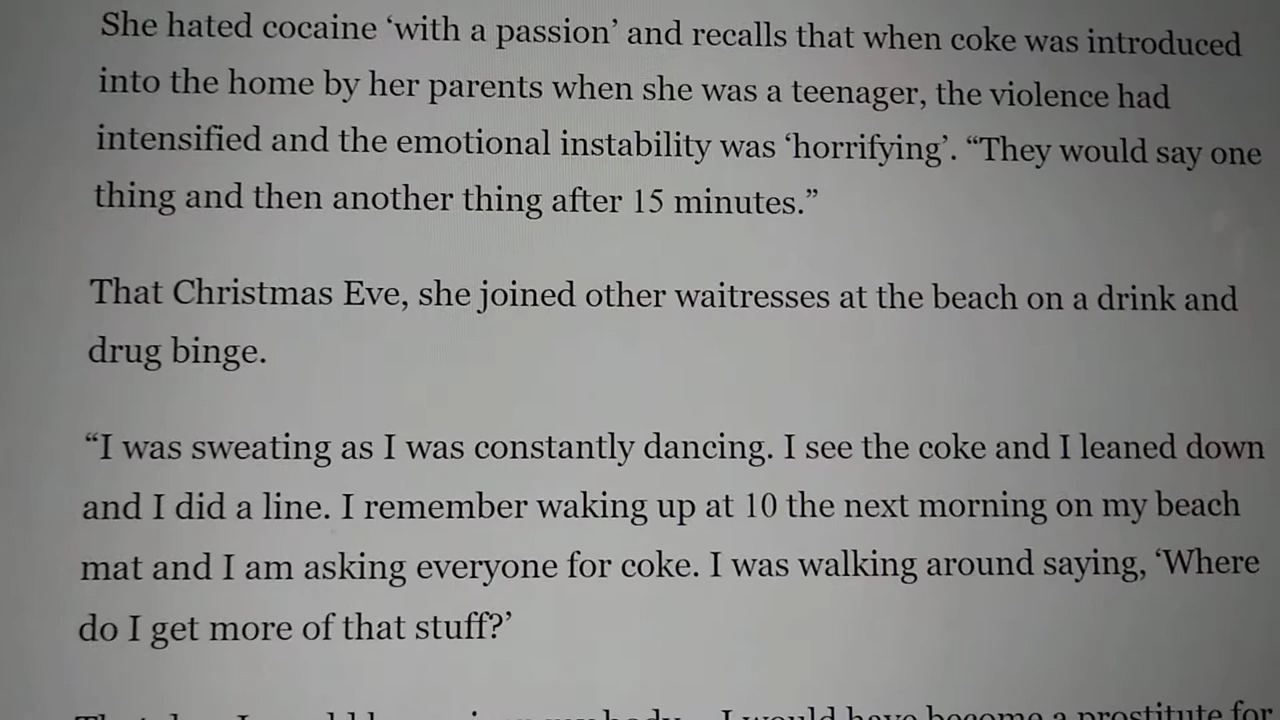 She hated cocaine ‘with a passion’ and recalls that when coke was introduced
into the home by her parents when she was a teenager, the violence had
intensified and the emotional instability was ‘horrifying’. “They would say one
thing and then another thing after 15 minutes.”
That Christmas Eve, she joined other waitresses at the beach on a drink and
drug binge.
“I was sweating as I was constantly dancing. I see the coke and I leaned down
and I did a line. I remember waking up at 10 the next morning on my beach
mat and I am asking everyone for coke. I was walking around saying, ‘Where
do I get more of that stuff?’
I would have become a prostitute for